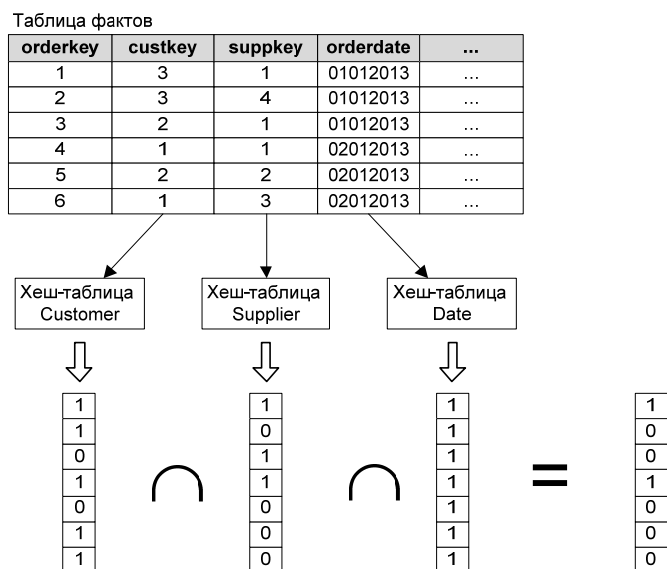 Таблица фактов
orderkey custkey suppkey orderdate ...
1 3 1 01012013 ...
2 3 4 01012013 ...
3 2 1 01012013 ...
4 1 1 02012013 ...
5 2 2 02012013 ...
6 1 3 02012013 ...
Хеш-таблица Хеш-таблица Хеш-таблица
Customer Supplier Date
1 1 1 1
1 0 1 0
0 ∩ 1 ∩ 1 = 0
1 1 1 1
0 0 1 0
1 0 1 0
1 0 1 0